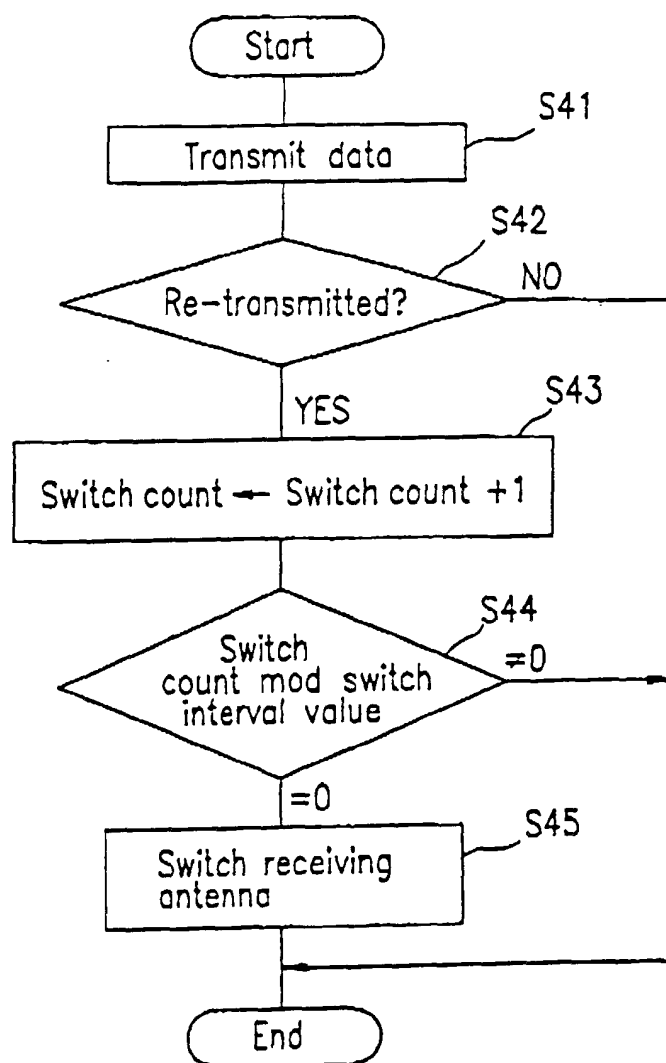 Start
S41
Transmit data
S42
Re-transmitted?
NO
YES
S43
Switch count ← Switch count +1
S44
Switch
count mod switch
interval value
=0
=0
S45
Switch receiving
antenna
End